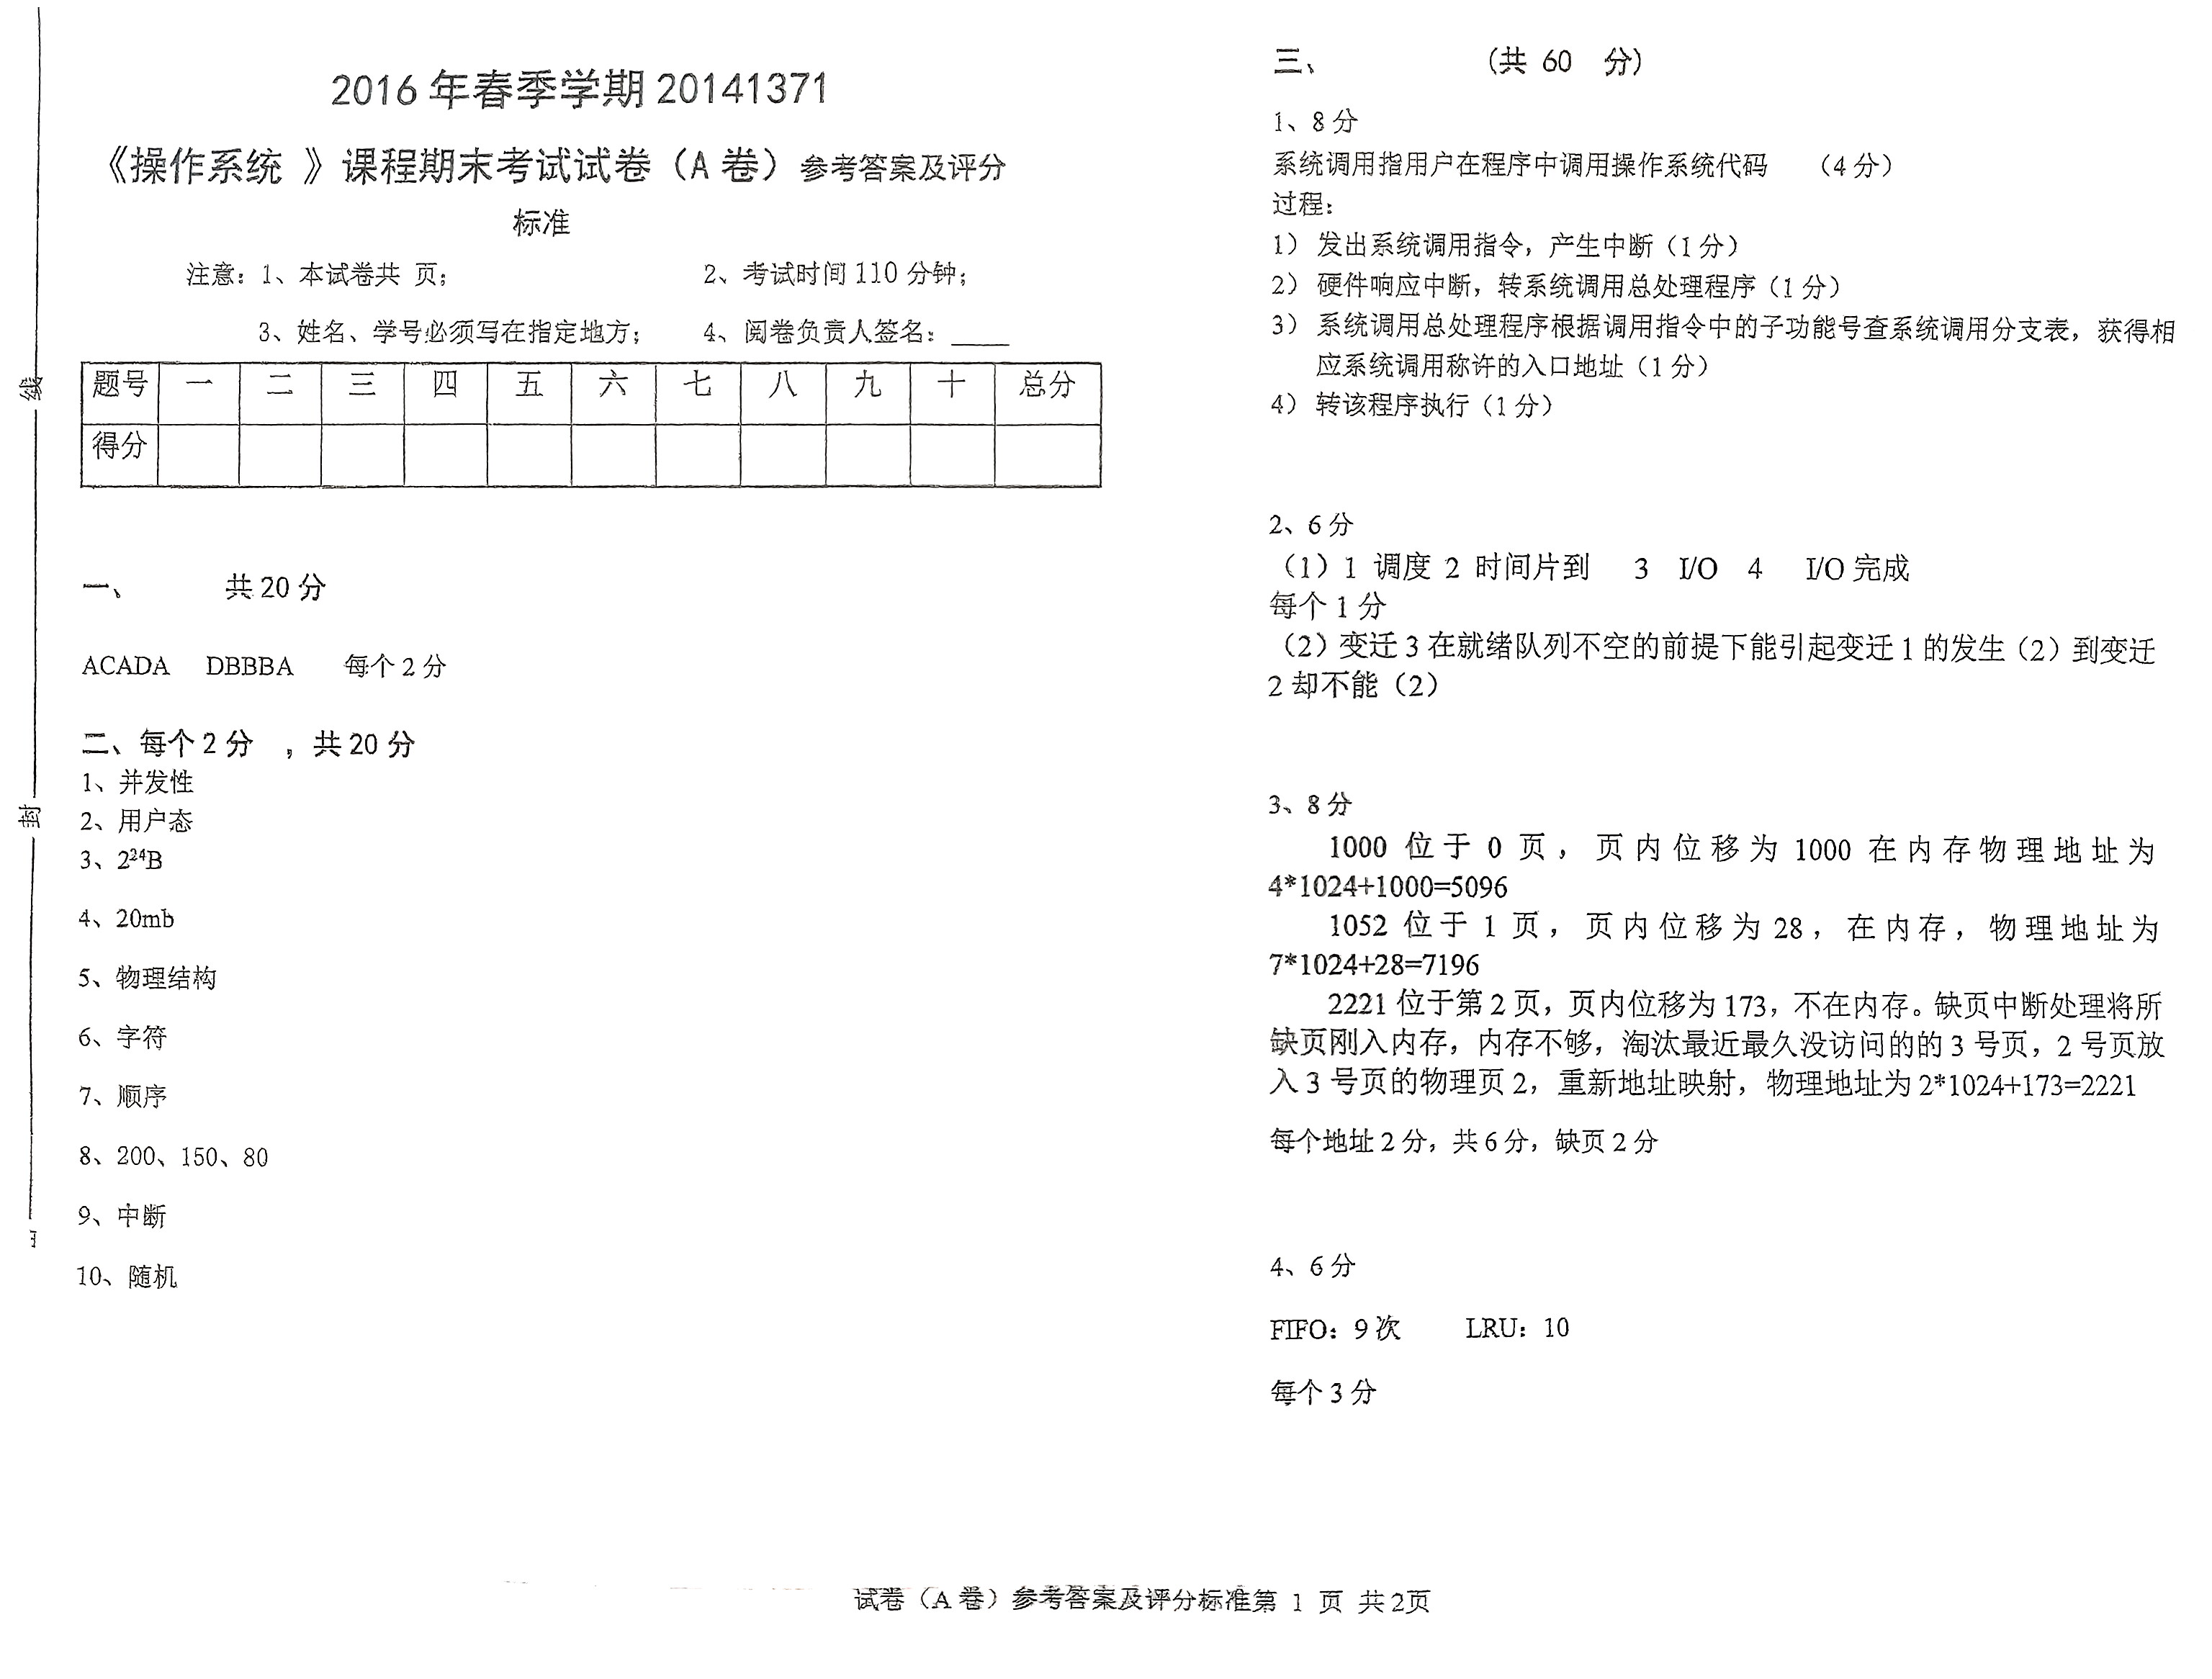 2016 年春季学期 20141371
《操作系统 》课程期末考试试卷（A 卷）参考答案及评分
标准
注意：1、本试卷共 页； 2、考试时间 110 分钟；
3、姓名、学号必须写在指定地方； 4、阅卷负责人签名：____
题号 一 二 三 四 五 六 七 八 九 十 总分
得分
线
封
一、 共 20 分
ACADA DBBBA 每个 2 分
二、每个 2 分 ，共 20 分
1、并发性
2、用户态
3、2²⁴B
4、20mb
5、物理结构
6、字符
7、顺序
8、200、150、80
9、中断
10、随机
三、 （共 60 分）
1、8 分
系统调用指用户在程序中调用操作系统代码 （4 分）
过程：
1） 发出系统调用指令，产生中断（1 分）
2） 硬件响应中断，转系统调用总处理程序（1 分）
3） 系统调用总处理程序根据调用指令中的子功能号查系统调用分支表，获得相
应系统调用称许的入口地址（1 分）
4） 转该程序执行（1 分）
2、6 分
（1）1 调度 2 时间片到 3 I/O 4 I/O 完成
每个 1 分
（2）变迁 3 在就绪队列不空的前提下能引起变迁 1 的发生（2）到变迁
2 却不能（2）
3、8 分
1000 位于 0 页，页内位移为 1000 在内存物理地址为
4*1024+1000=5096
1052 位于 1 页，页内位移为 28，在内存，物理地址为
7*1024+28=7196
2221 位于第 2 页，页内位移为 173，不在内存。缺页中断处理将所
缺页刚入内存，内存不够，淘汰最近最久没访问的的 3 号页，2 号页放
入 3 号页的物理页 2，重新地址映射，物理地址为 2*1024+173=2221
每个地址 2 分，共 6 分，缺页 2 分
4、6 分
FIFO：9 次 LRU：10
每个 3 分
试卷（A 卷）参考答案及评分标准第 1 页 共 2页